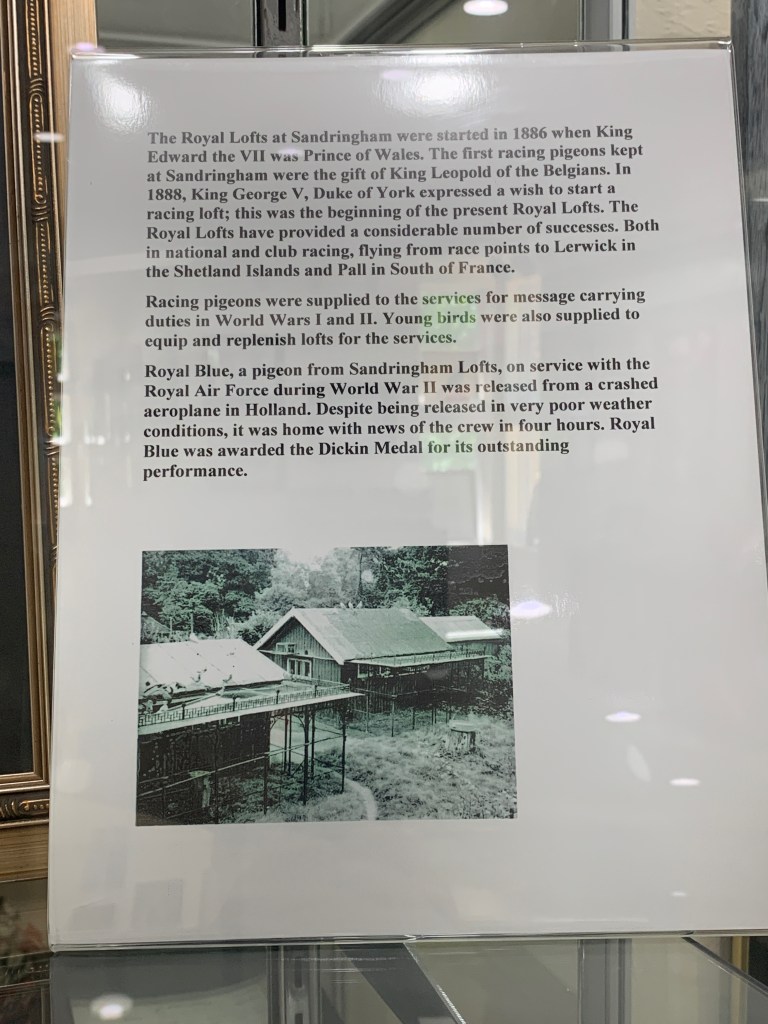 The Royal Lofts at Sandringham were started in 1886 when King
Edward the VII was Prince of Wales. The first racing pigeons kept
at Sandringham were the gift of King Leopold of the Belgians. In
1888, King George V, Duke of York expressed a wish to start a
racing loft; this was the beginning of the present Royal Lofts. The
Royal Lofts have provided a considerable number of successes. Both
in national and club racing, flying from race points to Lerwick in
the Shetland Islands and Pall in South of France.
Racing pigeons were supplied to the services for message carrying
duties in World Wars I and II. Young birds were also supplied to
equip and replenish lofts for the services.
Royal Blue, a pigeon from Sandringham Lofts, on service with the
Royal Air Force during World War II was released from a crashed
aeroplane in Holland. Despite being released in very poor weather
conditions, it was home with news of the crew in four hours. Royal
Blue was awarded the Dickin Medal for its outstanding
performance.